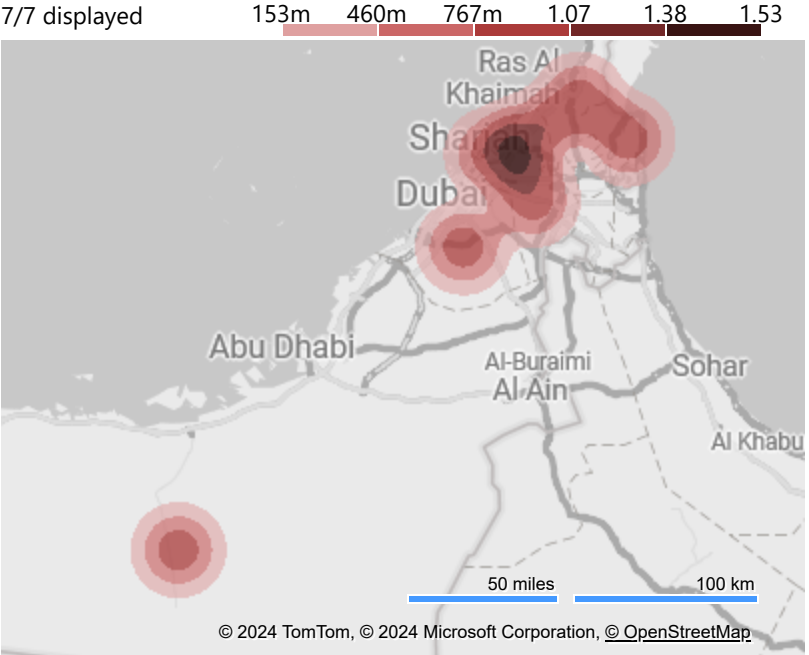 7/7 displayed 153m 460m 767m 1.07 1.38 1.53
Ras Al
Khaimah
Sharjah
Dubai
Abu Dhabi
Al-Buraimi
Al Ain
Sohar
Al Khabu
50 miles 100 km
© 2024 TomTom, © 2024 Microsoft Corporation, © OpenStreetMap